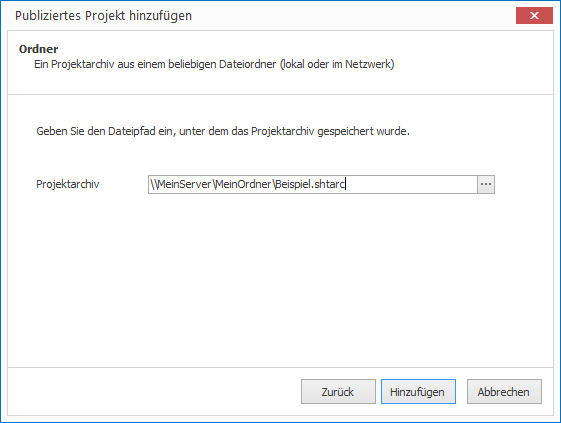 Publiziertes Projekt hinzufügen
Ordner
Ein Projektarchiv aus einem beliebigen Dateiordner (lokal oder im Netzwerk)
Geben Sie den Dateipfad ein, unter dem das Projektarchiv gespeichert wurde.
Projektarchiv \\MeinServer\MeinOrdner\Beispiel.shtarc ...
Zurück Hinzufügen Abbrechen